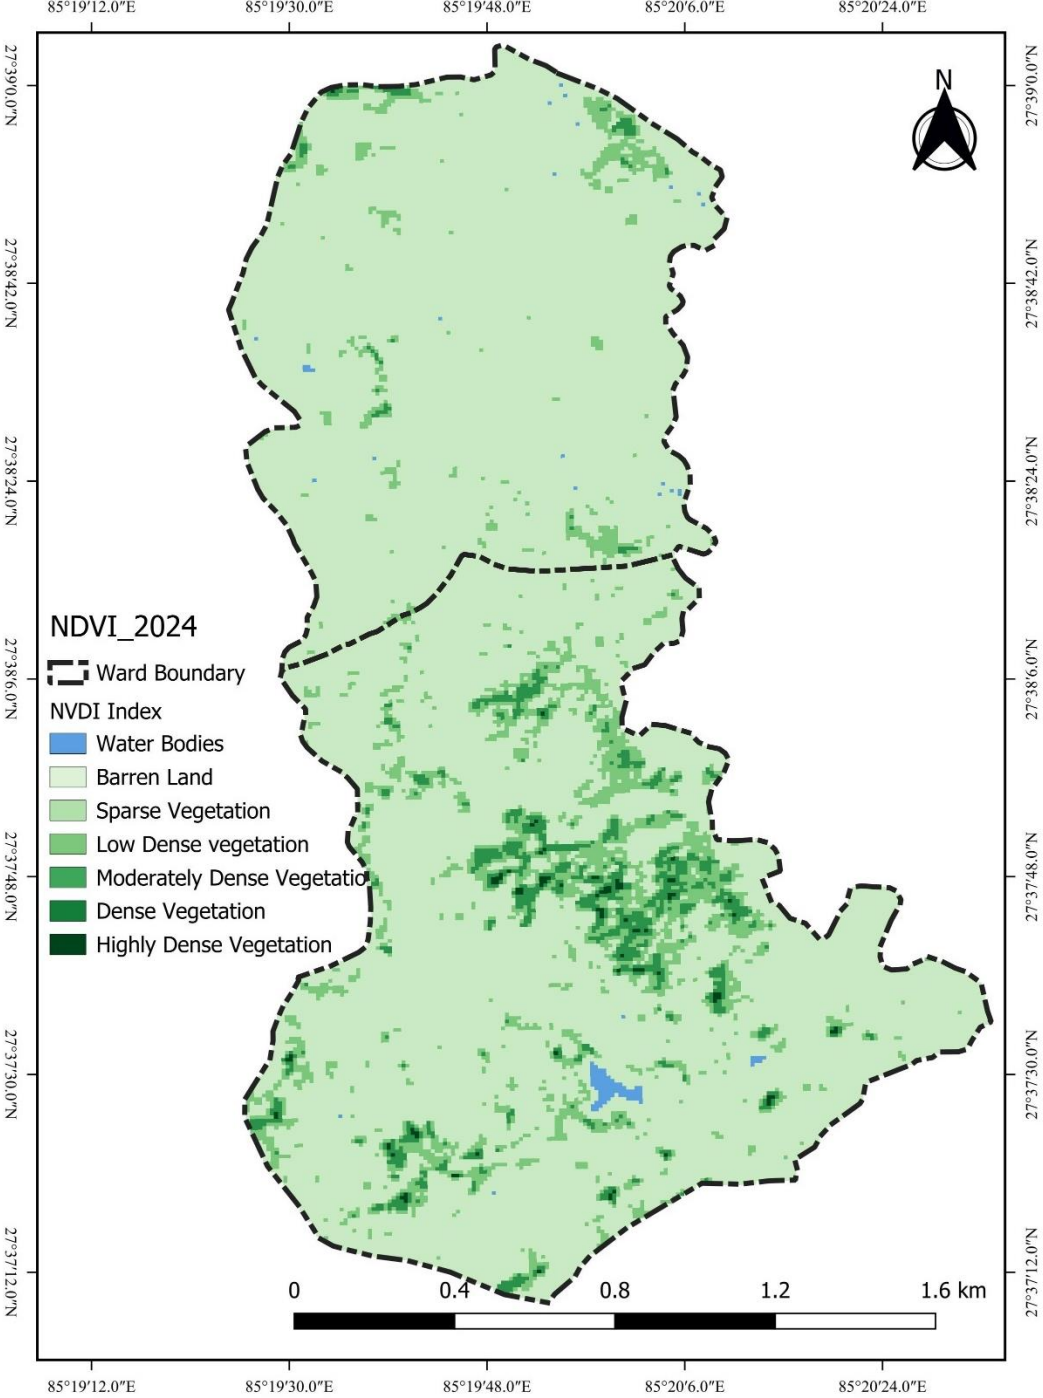 85°19'12.0"E 85°19'30.0"E 85°19'48.0"E 85°20'6.0"E 85°20'24.0"E
27°39'0.0"N
27°38'42.0"N
27°38'24.0"N
27°38'6.0"N
27°37'48.0"N
27°37'30.0"N
27°37'12.0"N
N
27°39'0.0"N
27°38'42.0"N
27°38'24.0"N
27°38'6.0"N
27°37'48.0"N
27°37'30.0"N
27°37'12.0"N
NDVI_2024
Ward Boundary
NVDI Index
Water Bodies
Barren Land
Sparse Vegetation
Low Dense vegetation
Moderately Dense Vegetatio
Dense Vegetation
Highly Dense Vegetation
0 0.4 0.8 1.2 1.6 km
85°19'12.0"E 85°19'30.0"E 85°19'48.0"E 85°20'6.0"E 85°20'24.0"E